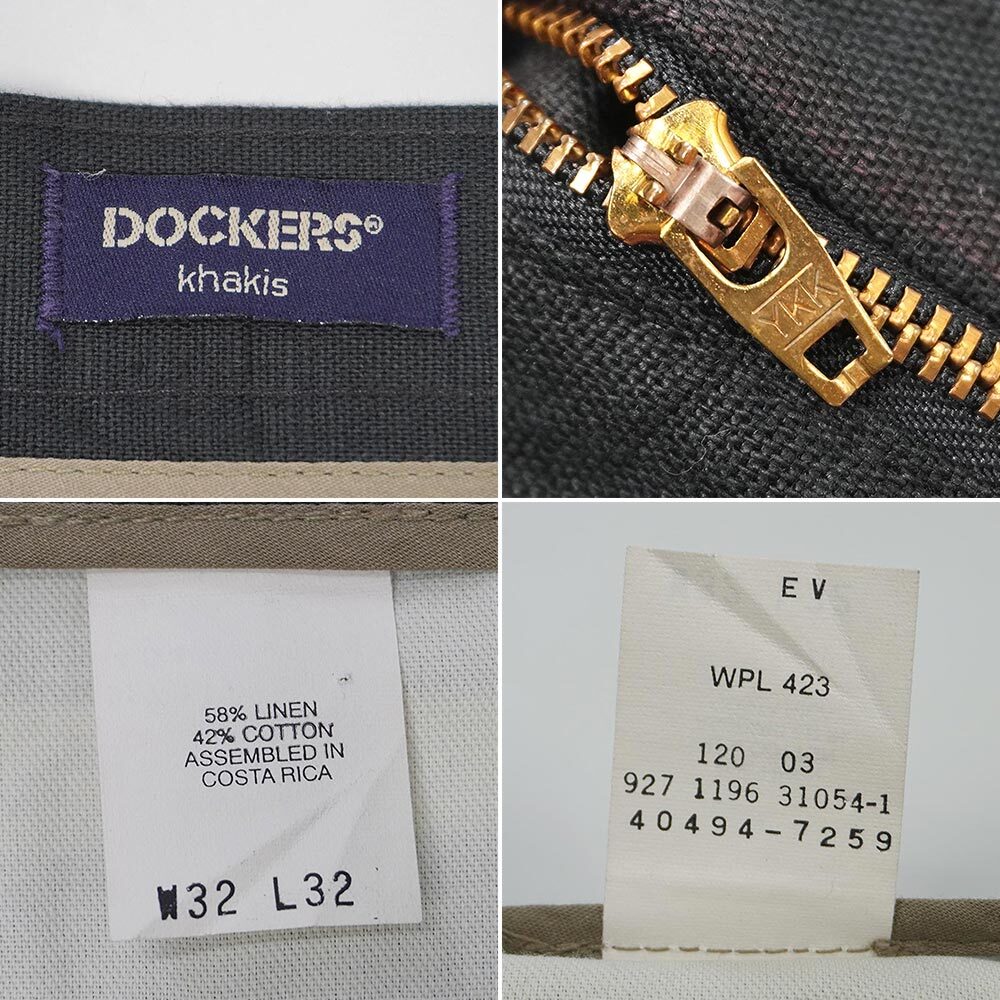 DOCKERS®
khakis
YKK
58% LINEN
42% COTTON
ASSEMBLED IN
COSTA RICA
W32 L32
EV
WPL 423
120 03
927 1196 31054-1
40494-7259